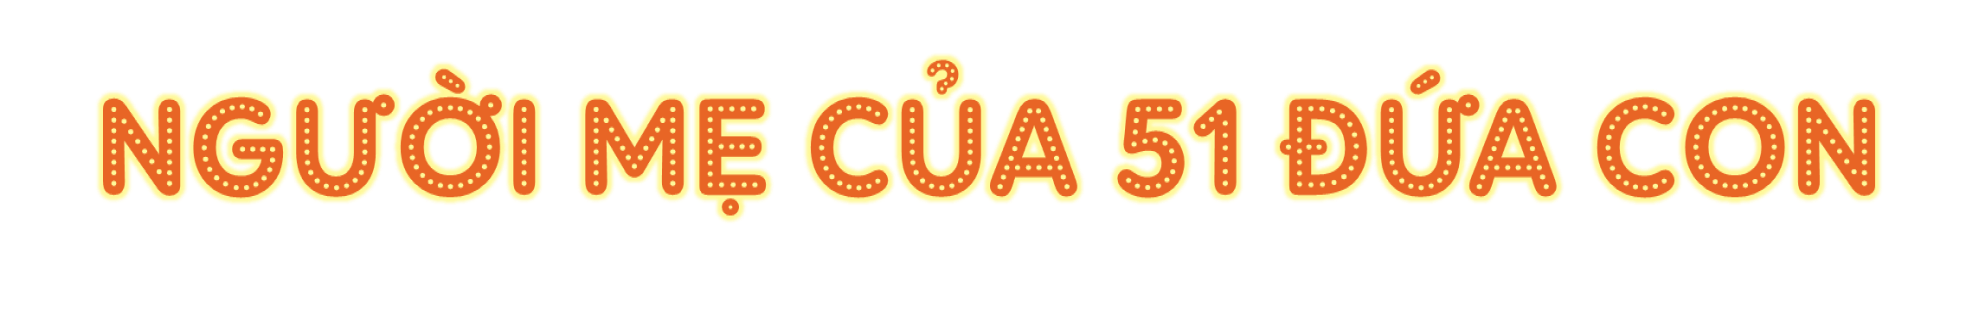 NGƯỜI MẸ CỦA 51 ĐỨA CON